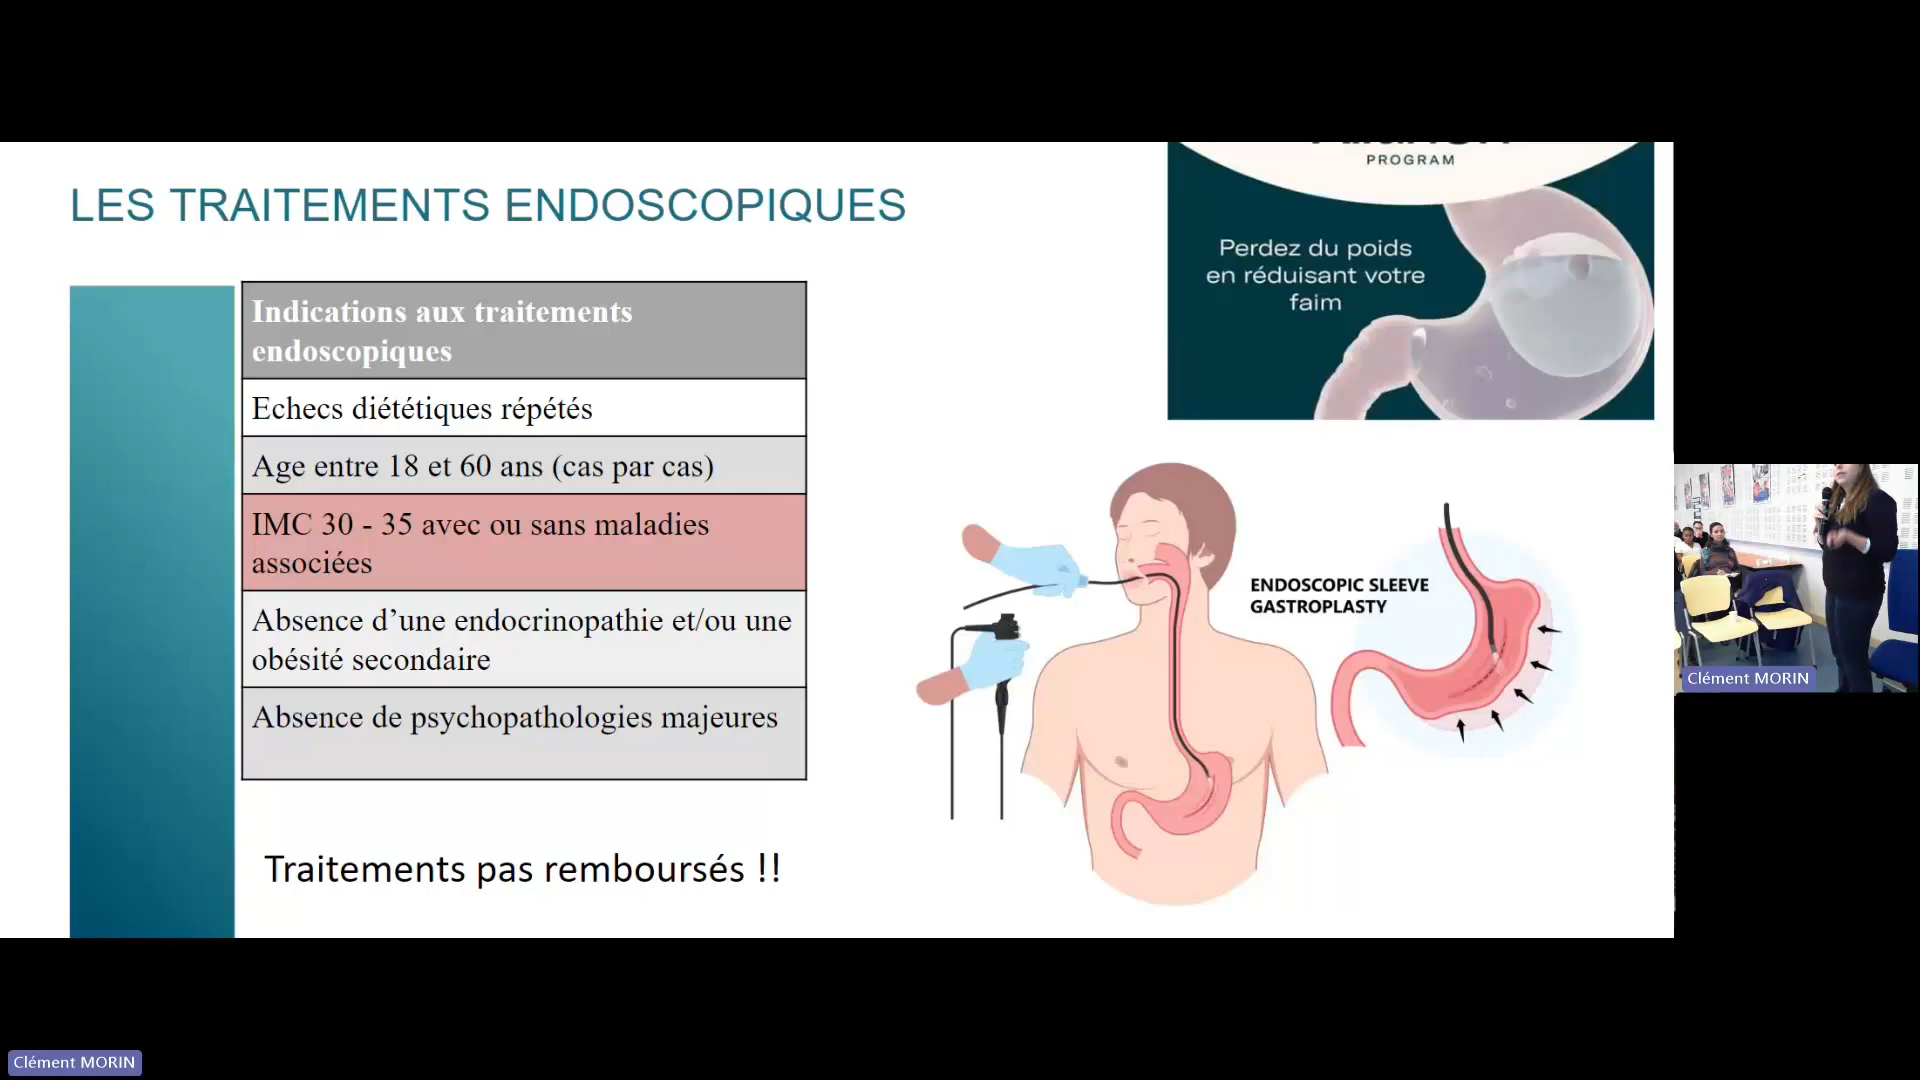 LES TRAITEMENTS ENDOSCOPIQUES
PROGRAM
Perdez du poids
en réduisant votre
faim
Indications aux traitements
endoscopiques
Echecs diététiques répétés
Age entre 18 et 60 ans (cas par cas)
IMC 30 - 35 avec ou sans maladies
associées
Absence d’une endocrinopathie et/ou une
obésité secondaire
Absence de psychopathologies majeures
ENDOSCOPIC SLEEVE
GASTROPLASTY
Traitements pas remboursés !!
Clément MORIN
Clément MORIN